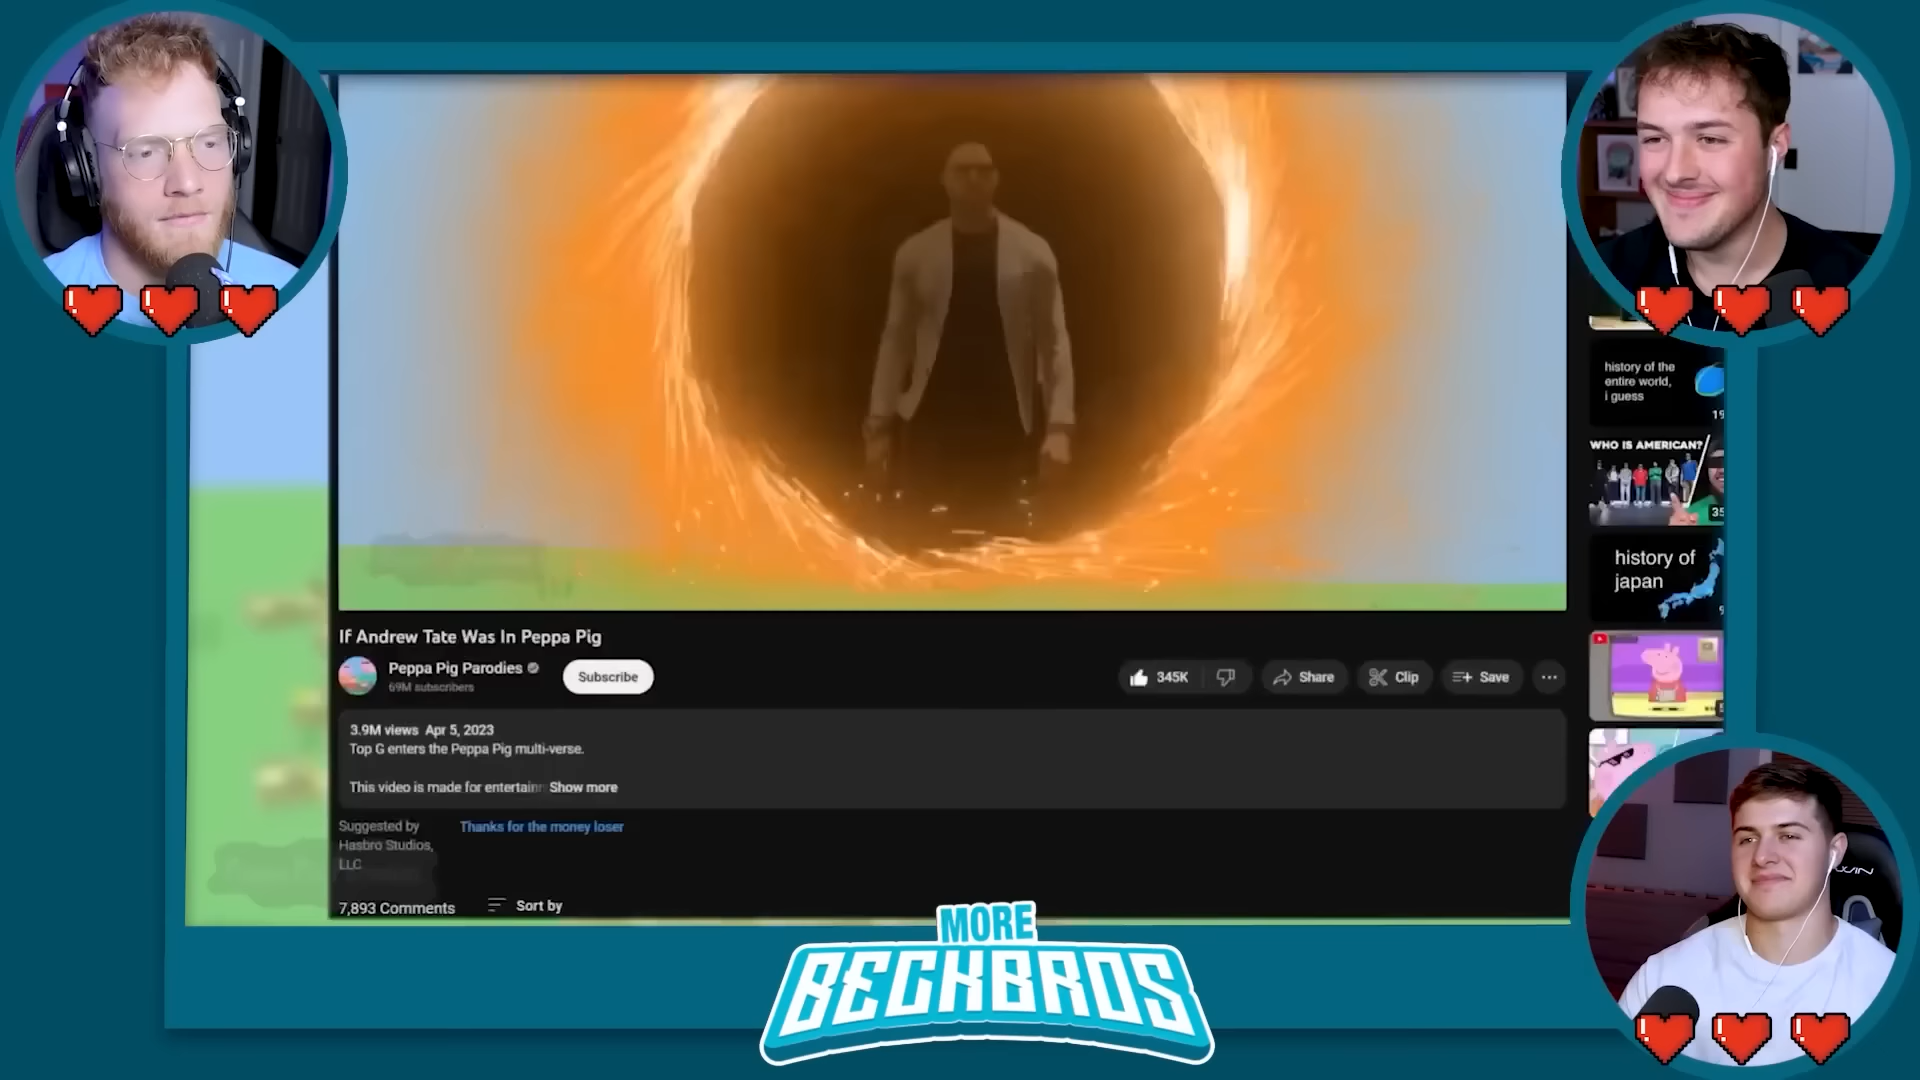 history of the
entire world,
i guess
WHO IS AMERICAN?
35
history of
japan
If Andrew Tate Was In Peppa Pig
Peppa Pig Parodies
69M subscribers
Subscribe
345K
Share
Clip
Save
3.9M views Apr 5, 2023
Top G enters the Peppa Pig multi-verse.
This video is made for entertain
Show more
Suggested by
Hasbro Studios,
LLC
Thanks for the money loser
7,893 Comments
Sort by
MORE
BECKBROS